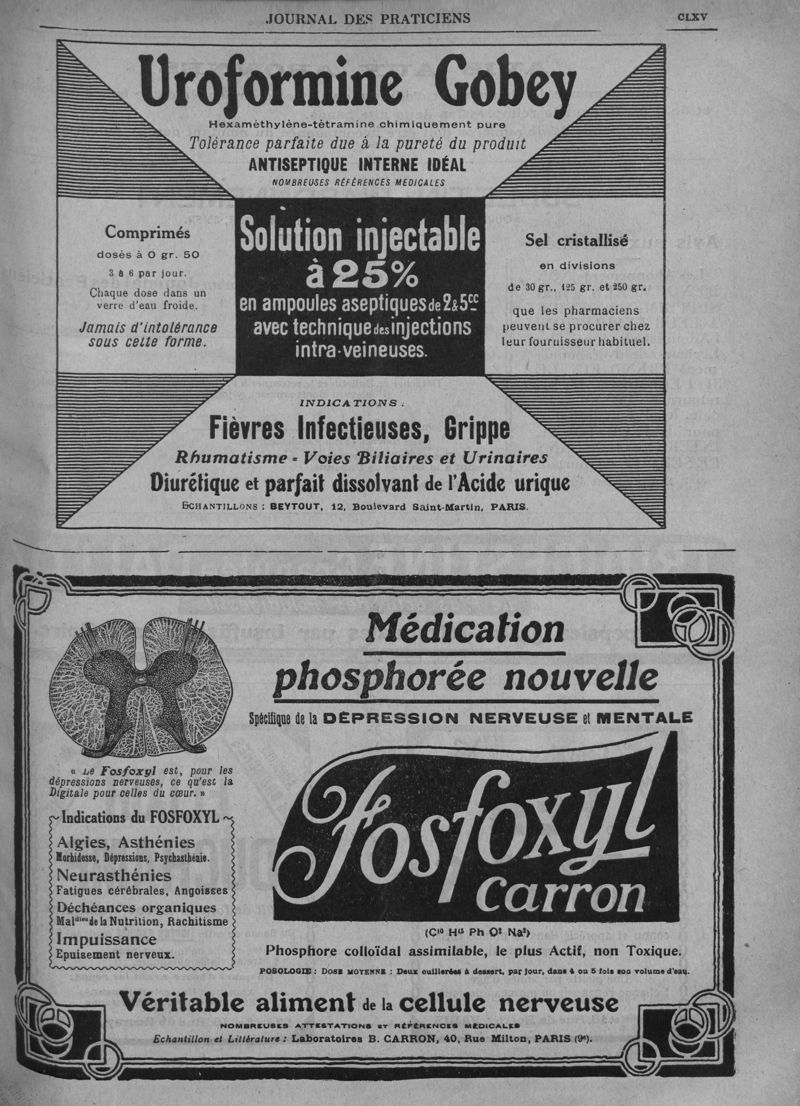 JOURNAL DES PRATICIENS
CLXV
Uroformine Gobey
Hexaméthylène-tétramine chimiquement pure
Tolérance parfaite due à la pureté du produit
ANTISEPTIQUE INTERNE IDÉAL
NOMBREUSES RÉFÉRENCES MÉDICALES
Comprimés
dosés à 0 gr. 50
3 à 6 par jour.
Chaque dose dans un
verre d'eau froide.
Jamais d'intolérance
sous cette forme.
Solution injectable
à 25%
en ampoules aseptiques de 2 & 5cc
avec technique des injections
intra-veineuses.
Sel cristallisé
en divisions
de 30 gr., 125 gr. et 250 gr.
que les pharmaciens
peuvent se procurer chez
leur fouruisseur habituel.
INDICATIONS :
Fièvres Infectieuses, Grippe
Rhumatisme - Voies Biliaires et Urinaires
Diurétique et parfait dissolvant de l'Acide urique
ÉCHANTILLONS : BEYTOUT, 12, Boulevard Saint-Martin, PARIS.
Médication
phosphorée nouvelle
Spécifique de la DÉPRESSION NERVEUSE et MENTALE
« Le Fosfoxyl est, pour les
dépressions nerveuses, ce qu'est la
Digitale pour celles du cœur. »
Indications du FOSFOXYL
Algies, Asthénies
Morbidesse, Dépressions, Psychasthénie.
Neurasthénies
Fatigues cérébrales, Angoisses
Déchéances organiques
Maldies de la Nutrition, Rachitisme
Impuissance
Epuisement nerveux.
Fosfoxyl
Carron
(C10 H15 Ph O2 Na2)
Phosphore colloïdal assimilable, le plus Actif, non Toxique.
POSOLOGIE : DOSE MOYENNE : Deux cuillerées à dessert, par jour, dans 4 ou 5 fois son volume d'eau.
Véritable aliment de la cellule nerveuse
NOMBREUSES ATTESTATIONS ET RÉFÉRENCES MÉDICALES
Echantillon et Littérature : Laboratoires B. CARRON, 40, Rue Milton, PARIS (9e).